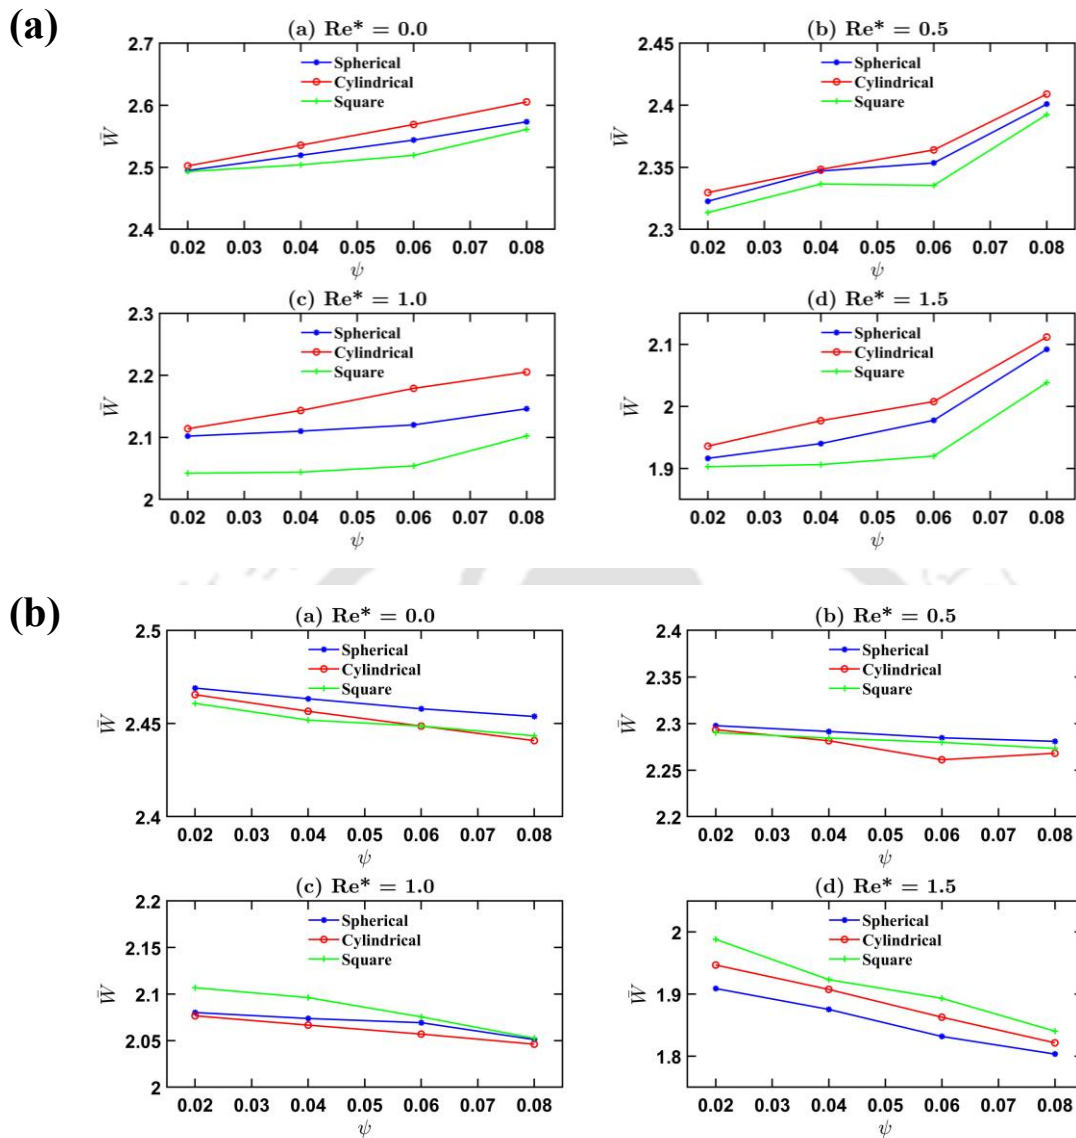 (a)
(a) Re* = 0.0
2.7
2.6
2.5
2.4
W̄
Spherical
Cylindrical
Square
0.02 0.03 0.04 0.05 0.06 0.07 0.08
ψ
(b) Re* = 0.5
2.45
2.4
2.35
2.3
W̄
Spherical
Cylindrical
Square
0.02 0.03 0.04 0.05 0.06 0.07 0.08
ψ
(c) Re* = 1.0
2.3
2.2
2.1
2
W̄
Spherical
Cylindrical
Square
0.02 0.03 0.04 0.05 0.06 0.07 0.08
ψ
(d) Re* = 1.5
2.1
2
1.9
W̄
Spherical
Cylindrical
Square
0.02 0.03 0.04 0.05 0.06 0.07 0.08
ψ
(b)
(a) Re* = 0.0
2.5
2.45
2.4
W̄
Spherical
Cylindrical
Square
0.02 0.03 0.04 0.05 0.06 0.07 0.08
ψ
(b) Re* = 0.5
2.4
2.35
2.3
2.25
2.2
W̄
Spherical
Cylindrical
Square
0.02 0.03 0.04 0.05 0.06 0.07 0.08
ψ
(c) Re* = 1.0
2.2
2.15
2.1
2.05
2
W̄
Spherical
Cylindrical
Square
0.02 0.03 0.04 0.05 0.06 0.07 0.08
ψ
(d) Re* = 1.5
2
1.9
1.8
W̄
Spherical
Cylindrical
Square
0.02 0.03 0.04 0.05 0.06 0.07 0.08
ψ